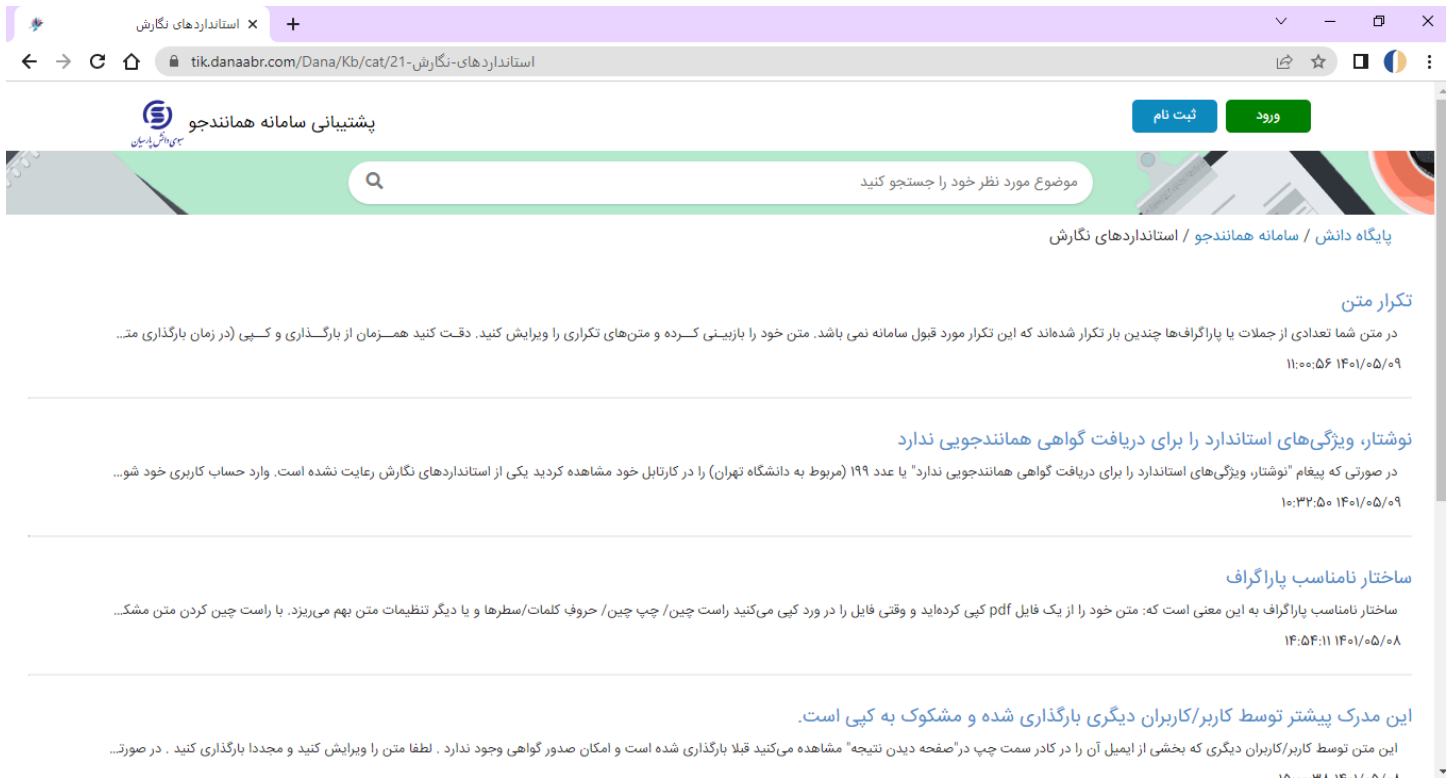 استانداردهای نگارش
tik.danaabr.com/Dana/Kb/cat/21-استانداردهای-نگارش
پشتیبانی سامانه همانندجو
سوی دانش پارسیان
ثبت نام
ورود
موضوع مورد نظر خود را جستجو کنید
پایگاه دانش / سامانه همانندجو / استانداردهای نگارش
تکرار متن
در متن شما تعدادی از جملات یا پاراگراف‌ها چندین بار تکرار شده‌اند که این تکرار مورد قبول سامانه نمی باشد. متن خود را بازبیـنی کــرده و متن‌های تکراری را ویرایش کنید. دقـت کنید همــزمان از بارگــذاری و کــپی (در زمان بارگذاری متـ...
۱۴۰۱/۰۵/۰۹ ۱۱:۰۰:۵۶
نوشتار، ویژگی‌های استاندارد را برای دریافت گواهی همانندجویی ندارد
در صورتی که پیغام "نوشتار، ویژگی‌های استاندارد را برای دریافت گواهی همانندجویی ندارد" یا عدد ۱۹۹ (مربوط به دانشگاه تهران) را در کارتابل خود مشاهده کردید یکی از استانداردهای نگارش رعایت نشده است. وارد حساب کاربری خود شو...
۱۴۰۱/۰۵/۰۹ ۱۰:۳۲:۵۰
ساختار نامناسب پاراگراف
ساختار نامناسب پاراگراف به این معنی است که: متن خود را از یک فایل pdf کپی کرده‌اید و وقتی فایل را در ورد کپی می‌کنید راست چین/ چپ چین/ حروفِ کلمات/سطرها و یا دیگر تنظیمات متن بهم می‌ریزد. با راست چین کردن متن مشکـ...
۱۴۰۱/۰۵/۰۸ ۱۴:۵۴:۱۱
این مدرک پیشتر توسط کاربر/کاربران دیگری بارگذاری شده و مشکوک به کپی است.
این متن توسط کاربر/کاربران دیگری که بخشی از ایمیل آن را در کادر سمت چپ در"صفحه دیدن نتیجه" مشاهده می‌کنید قبلا بارگذاری شده است و امکان صدور گواهی وجود ندارد . لطفا متن را ویرایش کنید و مجددا بارگذاری کنید . در صورتـ...